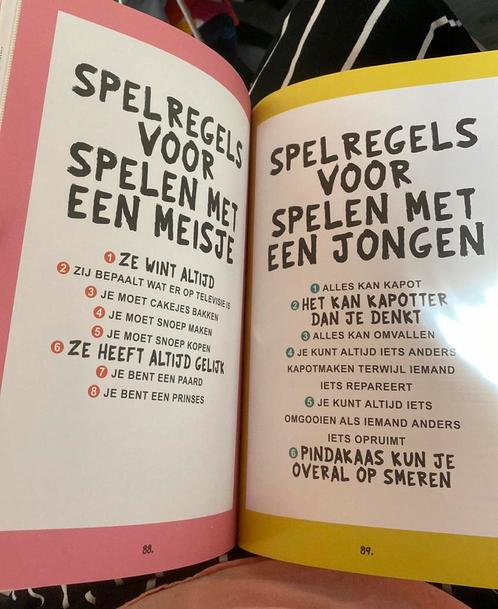 SPELREGELS
VOOR
SPELEN MET
EEN MEISJE
1 ZE WINT ALTIJD
2 ZIJ BEPAALT WAT ER OP TELEVISIE IS
3 JE MOET CAKEJES BAKKEN
4 JE MOET SNOEP MAKEN
5 JE MOET SNOEP KOPEN
6 ZE HEEFT ALTIJD GELIJK
7 JE BENT EEN PAARD
8 JE BENT EEN PRINSES
88.
SPELREGELS
VOOR
SPELEN MET
EEN JONGEN
1 ALLES KAN KAPOT
2 HET KAN KAPOTTER
DAN JE DENKT
3 ALLES KAN OMVALLEN
4 JE KUNT ALTIJD IETS ANDERS
KAPOTMAKEN TERWIJL IEMAND
IETS REPAREERT
5 JE KUNT ALTIJD IETS
OMGOOIEN ALS IEMAND ANDERS
IETS OPRUIMT
6 PINDAKAAS KUN JE
OVERAL OP SMEREN
89.